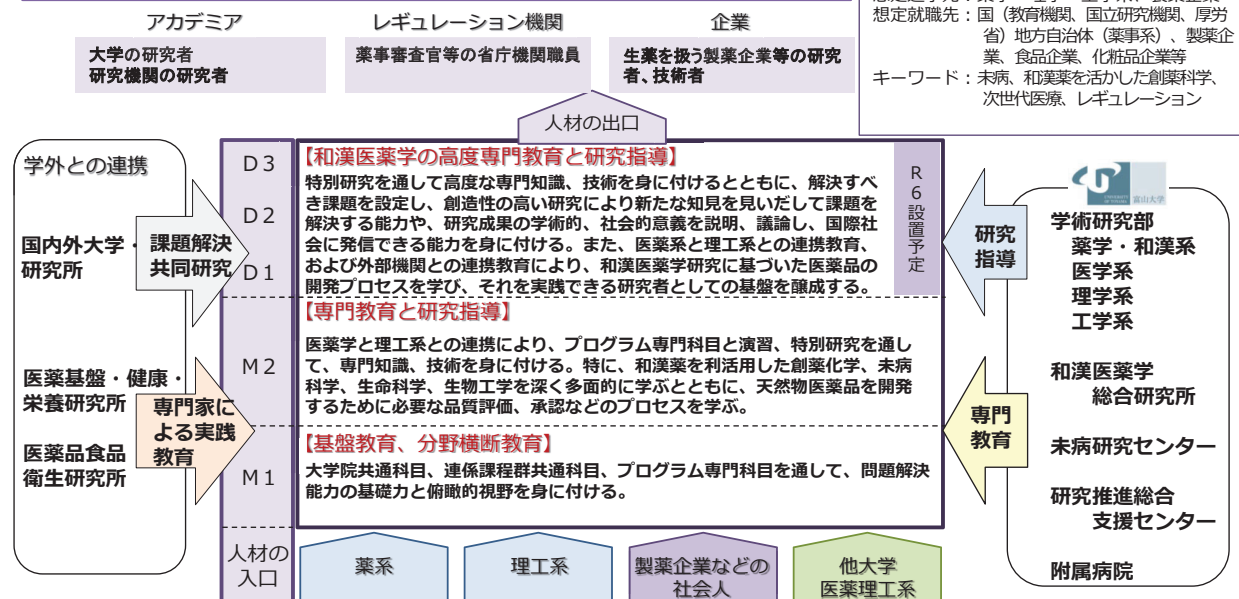 アカデミア
大学の研究者
研究機関の研究者
レギュレーション機関
薬事審査官等の省庁機関職員
企業
生薬を扱う製薬企業等の研究
者、技術者
想定就職先：国（教育機関、国立研究機関、厚労
省）地方自治体（薬事系）、製薬企
業、食品企業、化粧品企業等
キーワード：未病、和漢薬を活かした創薬科学、
次世代医療、レギュレーション
人材の出口
学外との連携
国内外大学・
研究所
医薬基盤・健康・
栄養研究所
医薬品食品
衛生研究所
課題解決
共同研究
専門家に
よる実践
教育
D3
D2
D1
M2
M1
人材の
入口
【和漢医薬学の高度専門教育と研究指導】
特別研究を通して高度な専門知識、技術を身に付けるとともに、解決すべ
き課題を設定し、創造性の高い研究により新たな知見を見いだして課題を
解決する能力や、研究成果の学術的、社会的意義を説明、議論し、国際社
会に発信できる能力を身に付ける。また、医薬系と理工系との連携教育、
および外部機関との連携教育により、和漢医薬学研究に基づいた医薬品の
開発プロセスを学び、それを実践できる研究者としての基盤を醸成する。
R6設置予定
【専門教育と研究指導】
医薬学と理工系との連携により、プログラム専門科目と演習、特別研究を通し
て、専門知識、技術を身に付ける。特に、和漢薬を利活用した創薬化学、未病
科学、生命科学、生物工学を深く多面的に学ぶとともに、天然物医薬品を開発
するために必要な品質評価、承認などのプロセスを学ぶ。
【基盤教育、分野横断教育】
大学院共通科目、連係課程群共通科目、プログラム専門科目を通して、問題解決
能力の基礎力と俯瞰的視野を身に付ける。
薬系
理工系
製薬企業などの
社会人
他大学
医薬理工系
研究
指導
専門
教育
富山大学
学術研究部
薬学・和漢系
医学系
理学系
工学系
和漢医薬学
総合研究所
未病研究センター
研究推進総合
支援センター
附属病院